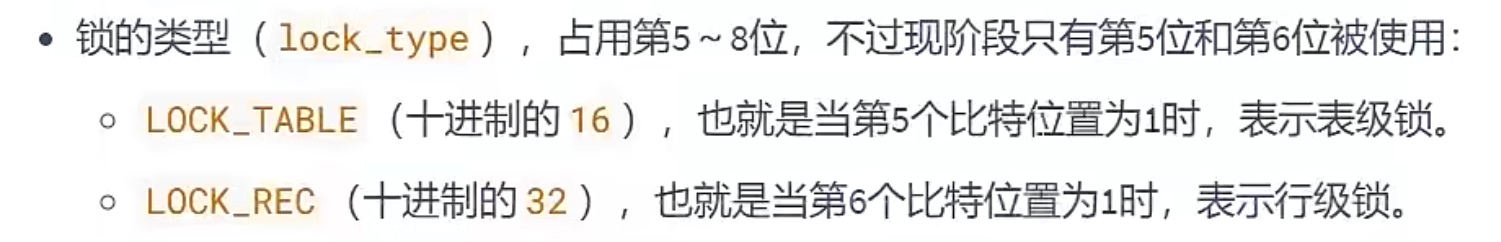 • 锁的类型（lock_type），占用第5～8位，不过现阶段只有第5位和第6位被使用：
○ LOCK_TABLE（十进制的16），也就是当第5个比特位置为1时，表示表级锁。
○ LOCK_REC（十进制的32），也就是当第6个比特位置为1时，表示行级锁。